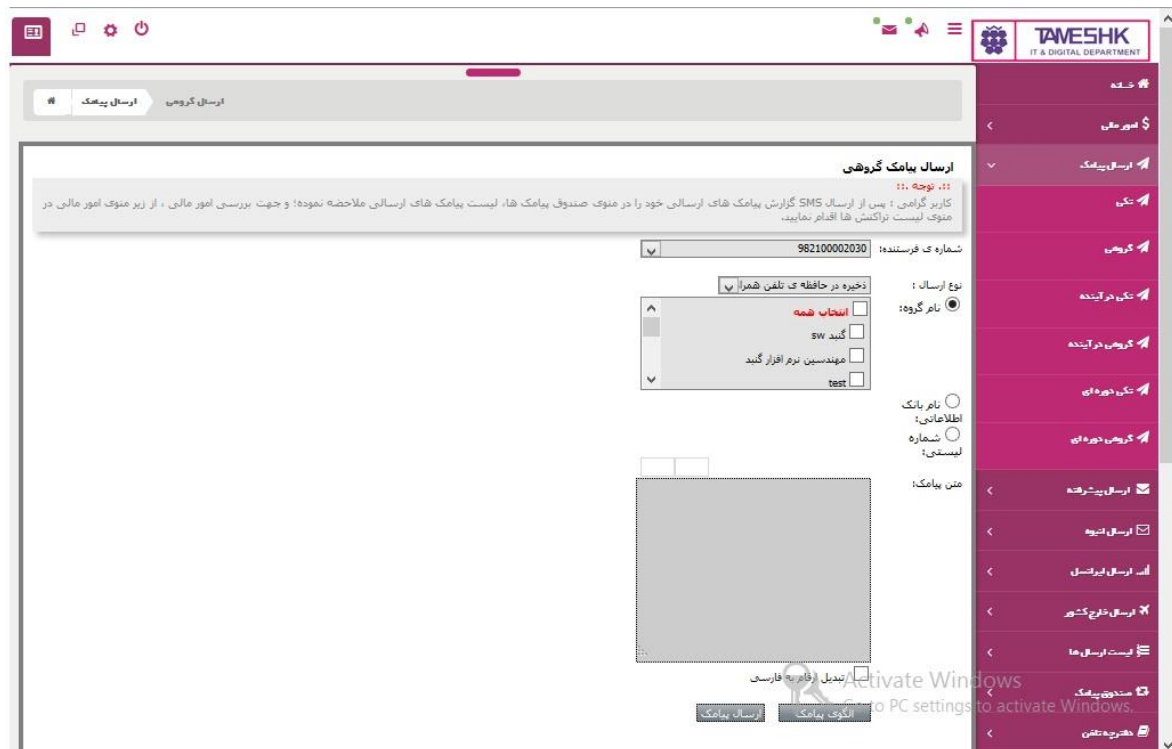 TAMESHK
IT & DIGITAL DEPARTMENT
خانه
امور مالی
ارسال پیامک
تکی
گروهی
تکی در آینده
گروهی در آینده
تکی دوره ای
گروهی دوره ای
ارسال پیشرفته
ارسال انبوه
ارسال ایرانسل
ارسال خارج کشور
لیست ارسال ها
صندوق پیامک
دفترچه تلفن
ارسال پیامک
ارسال گروهی
ارسال پیامک گروهی
::. توجه .::
کاربر گرامی : پس از ارسال SMS گزارش پیامک های ارسالی خود را در منوی صندوق پیامک ها، لیست پیامک های ارسالی ملاحضه نموده؛ و جهت بررسی امور مالی ، از زیر منوی امور مالی در
منوی لیست تراکنش ها اقدام نمایید.
شماره ی فرستنده: 982100002030
نوع ارسال : ذخیره در حافظه ی تلفن همرا
نام گروه:
انتخاب همه
گنبد sw
مهندسین نرم افزار گنبد
test
نام بانک
اطلاعاتی:
شماره
لیستی:
متن پیامک:
تبدیل ارقام به فارسی
الگوی پیامک ارسال پیامک
Activate Windows
Go to PC settings to activate Windows.